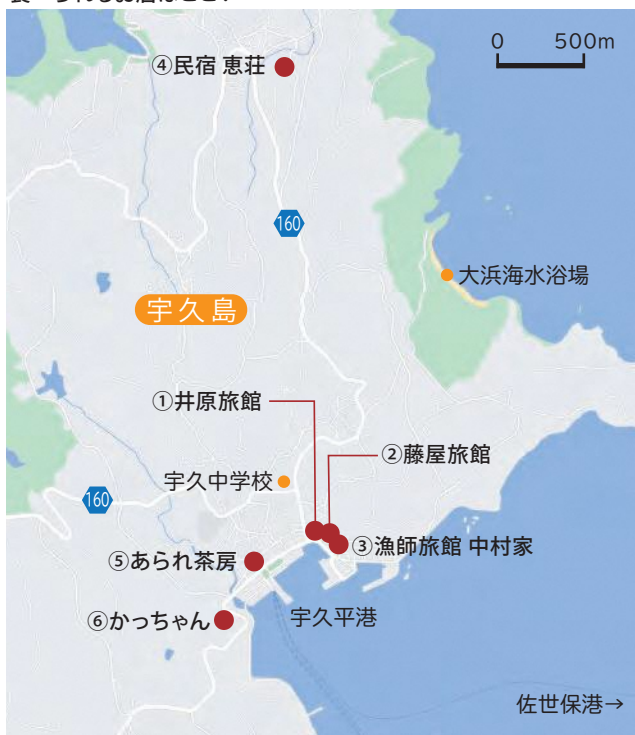 ④民宿 恵荘
0 500m
160
大浜海水浴場
宇久島
①井原旅館
②藤屋旅館
宇久中学校
160
③漁師旅館 中村家
⑤あられ茶房
⑥かっちゃん
宇久平港
佐世保港→